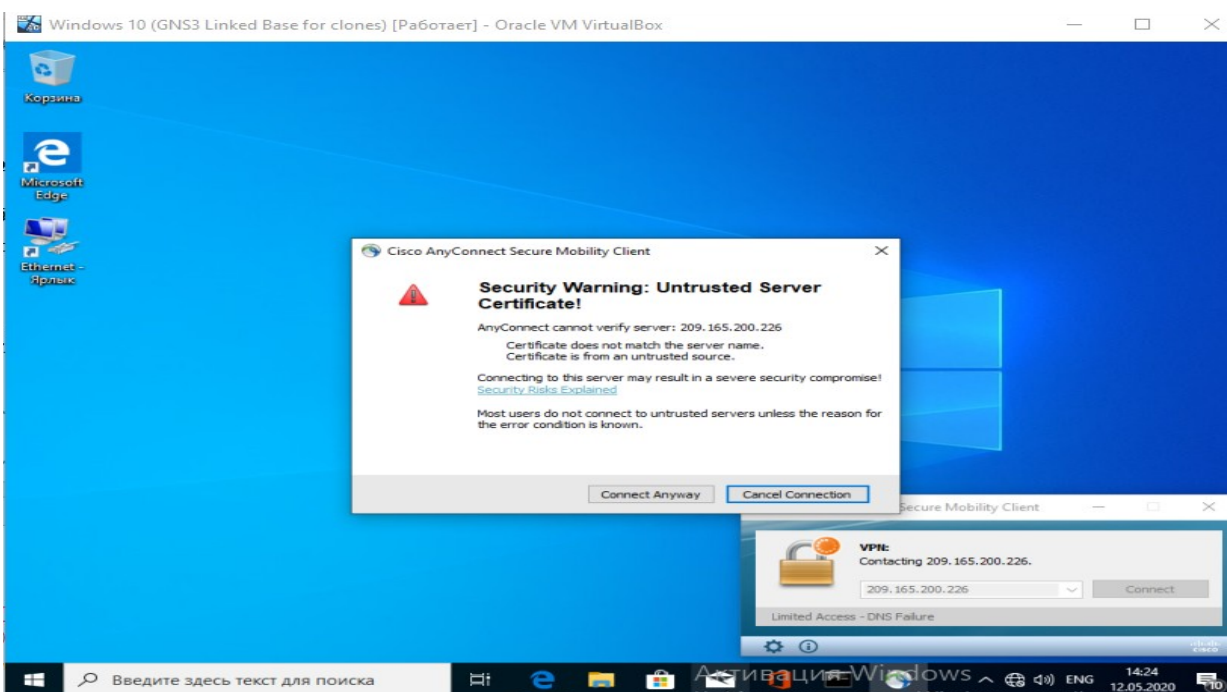 Windows 10 (GNS3 Linked Base for clones) [Работает] - Oracle VM VirtualBox
Корзина
Microsoft
Edge
Ethernet -
Ярлык
Cisco AnyConnect Secure Mobility Client
Security Warning: Untrusted Server
Certificate!
AnyConnect cannot verify server: 209.165.200.226
Certificate does not match the server name.
Certificate is from an untrusted source.
Connecting to this server may result in a severe security compromise!
Security Risks Explained
Most users do not connect to untrusted servers unless the reason for
the error condition is known.
Connect Anyway
Cancel Connection
Secure Mobility Client
VPN:
Contacting 209.165.200.226.
209.165.200.226
Connect
Limited Access - DNS Failure
cisco
Активация Windows
Введите здесь текст для поиска
ENG
14:24
12.05.2020